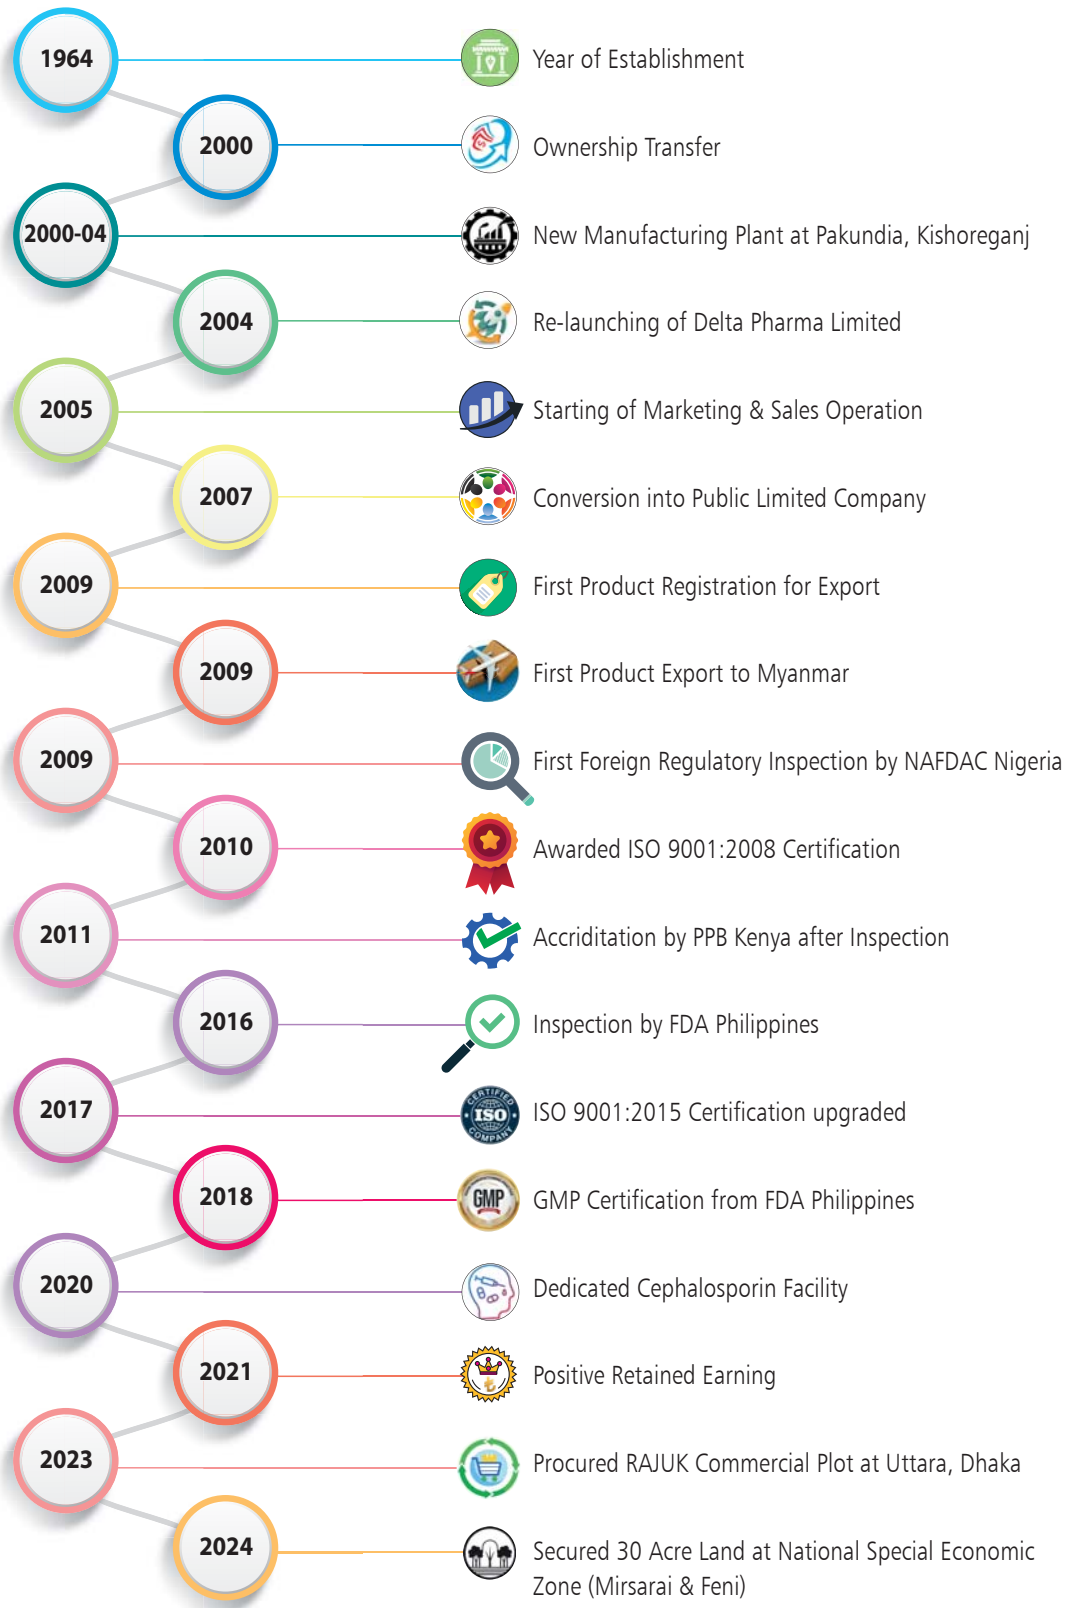 1964
Year of Establishment
2000
Ownership Transfer
2000-04
New Manufacturing Plant at Pakundia, Kishoreganj
2004
Re-launching of Delta Pharma Limited
2005
Starting of Marketing & Sales Operation
2007
Conversion into Public Limited Company
2009
First Product Registration for Export
2009
First Product Export to Myanmar
2009
First Foreign Regulatory Inspection by NAFDAC Nigeria
2010
Awarded ISO 9001:2008 Certification
2011
Accriditation by PPB Kenya after Inspection
2016
Inspection by FDA Philippines
2017
CERTIFIED
ISO
COMPANY
ISO 9001:2015 Certification upgraded
2018
GMP
GMP Certification from FDA Philippines
2020
Dedicated Cephalosporin Facility
2021
Positive Retained Earning
2023
Procured RAJUK Commercial Plot at Uttara, Dhaka
2024
Secured 30 Acre Land at National Special Economic
Zone (Mirsarai & Feni)